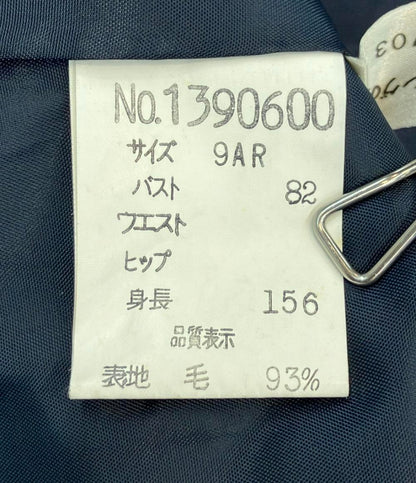 No.1390600
サイズ 9AR
バスト 82
ウエスト
ヒップ
身長 156
品質表示
表地 毛 93%